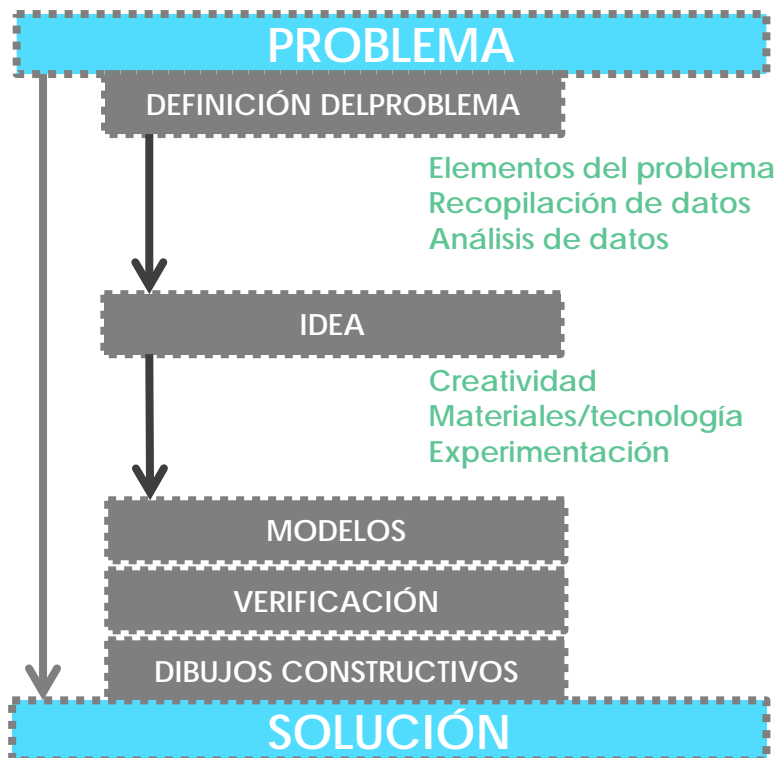 PROBLEMA
DEFINICIÓN DELPROBLEMA
Elementos del problema
Recopilación de datos
Análisis de datos
IDEA
Creatividad
Materiales/tecnología
Experimentación
MODELOS
VERIFICACIÓN
DIBUJOS CONSTRUCTIVOS
SOLUCIÓN